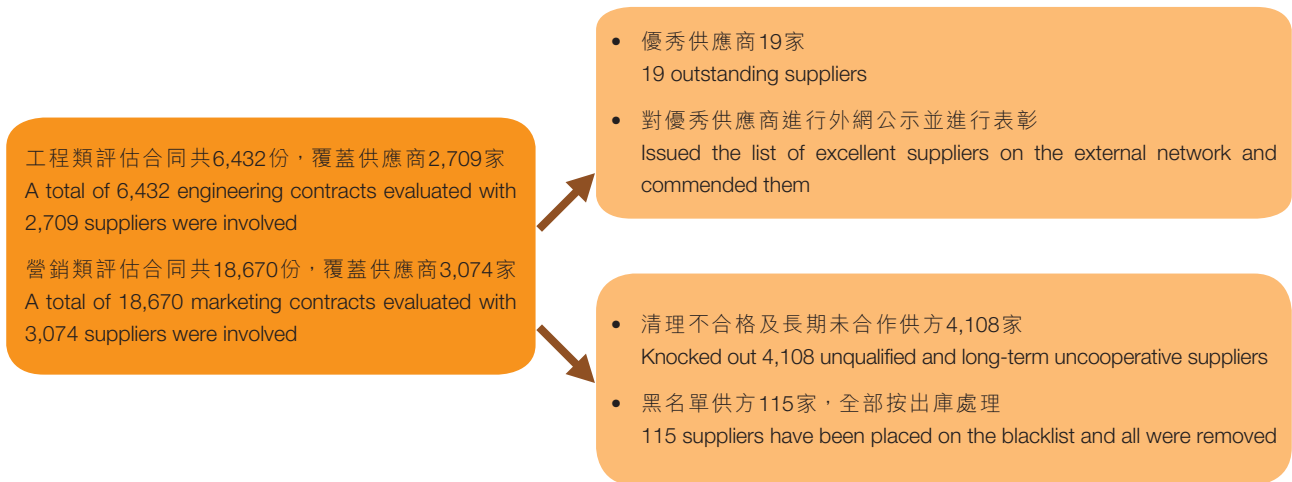 工程類評估合同共6,432份，覆蓋供應商2,709家
A total of 6,432 engineering contracts evaluated with
2,709 suppliers were involved
營銷類評估合同共18,670份，覆蓋供應商3,074家
A total of 18,670 marketing contracts evaluated with
3,074 suppliers were involved
• 優秀供應商19家
19 outstanding suppliers
• 對優秀供應商進行外網公示並進行表彰
Issued the list of excellent suppliers on the external network and
commended them
• 清理不合格及長期未合作供方4,108家
Knocked out 4,108 unqualified and long-term uncooperative suppliers
• 黑名單供方115家，全部按出庫處理
115 suppliers have been placed on the blacklist and all were removed